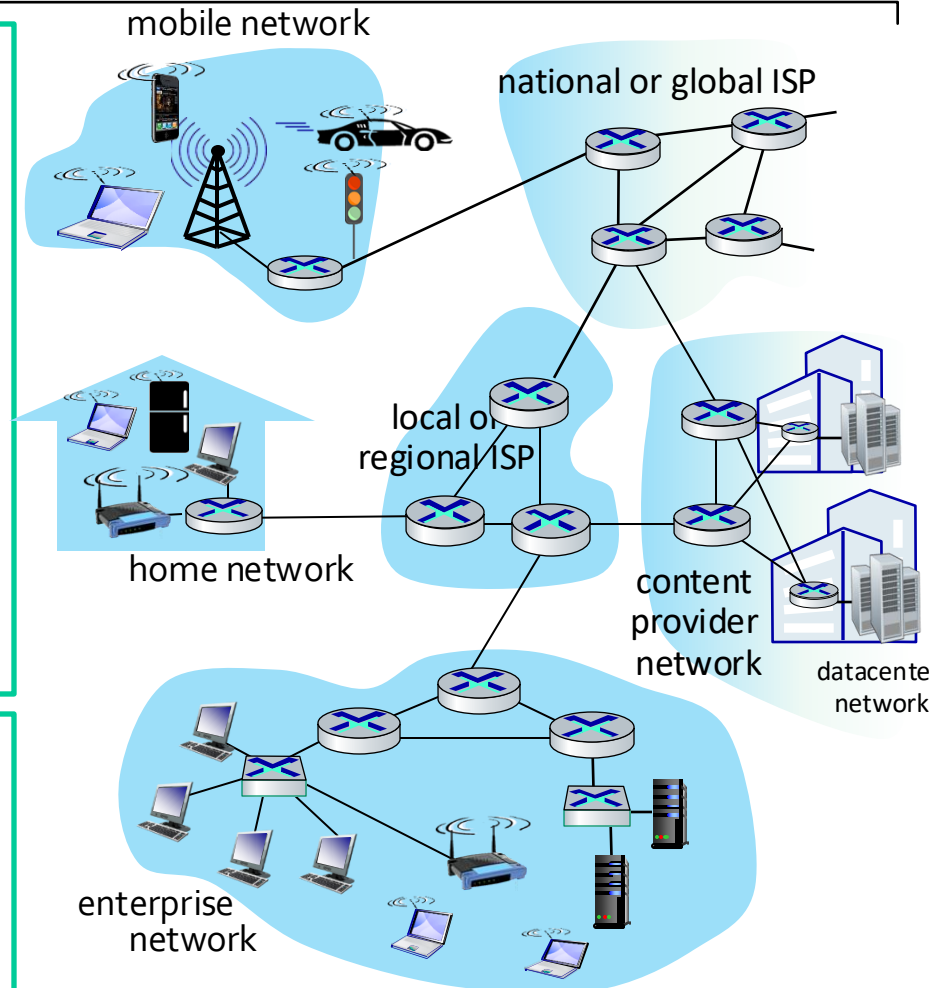 mobile network
national or global ISP
local or
regional ISP
home network
content
provider
network
datacente
network
enterprise
network